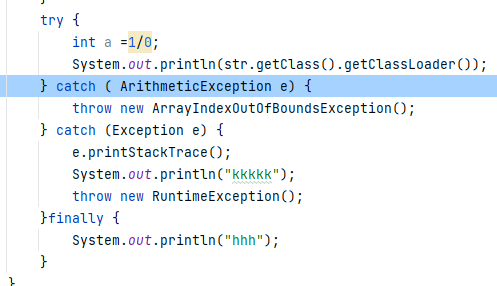 try {
int a =1/0;
System.out.println(str.getClass().getClassLoader());
} catch ( ArithmeticException e) {
throw new ArrayIndexOutOfBoundsException();
} catch (Exception e) {
e.printStackTrace();
System.out.println("kkkkk");
throw new RuntimeException();
}finally {
System.out.println("hhh");
}
}